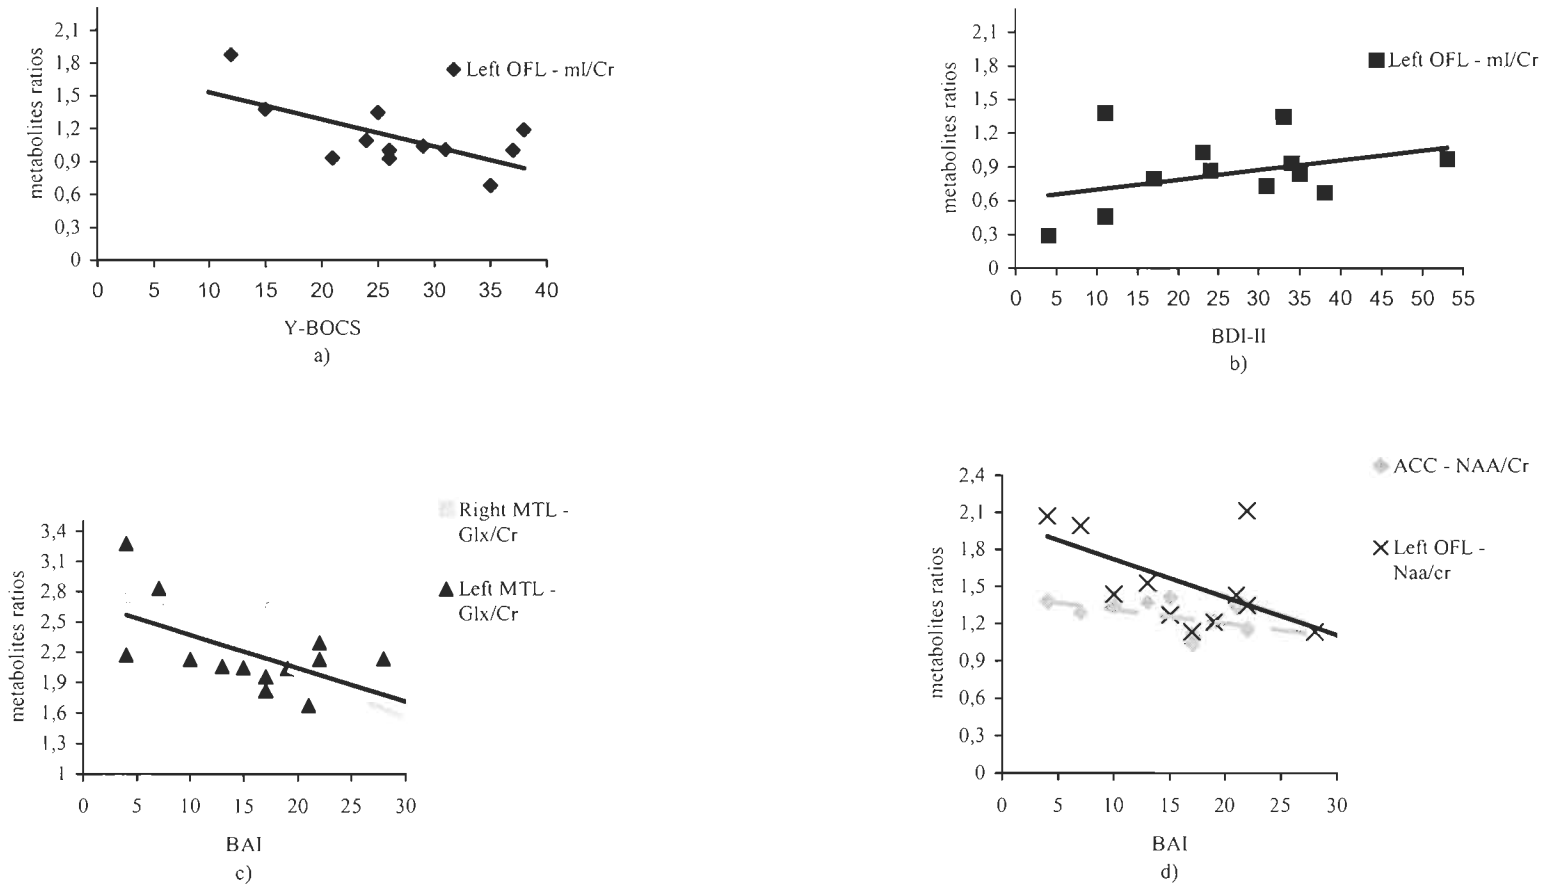 2,1
1,8
1,5
1,2
0,9
0,6
0,3
0
metabolites ratios
Left OFL - mI/Cr
0 5 10 15 20 25 30 35 40
Y-BOCS
a)
2,1
1,8
1,5
1,2
0,9
0,6
0,3
0
metabolites ratios
Left OFL - mI/Cr
0 5 10 15 20 25 30 35 45 45 50 55
BDI-II
b)
3,4
3,1
2,8
2,5
2,2
1,9
1,6
1,3
1
metabolites ratios
Right MTL -
Glx/Cr
Left MTL -
Glx/Cr
0 5 10 15 20 25 30
BAI
c)
2,4
2,1
1,8
1,5
1,2
0,9
0,6
0,3
0
metabolites ratios
ACC - NAA/Cr
Left OFL -
Naa/cr
0 5 10 15 20 25 30
BAI
d)